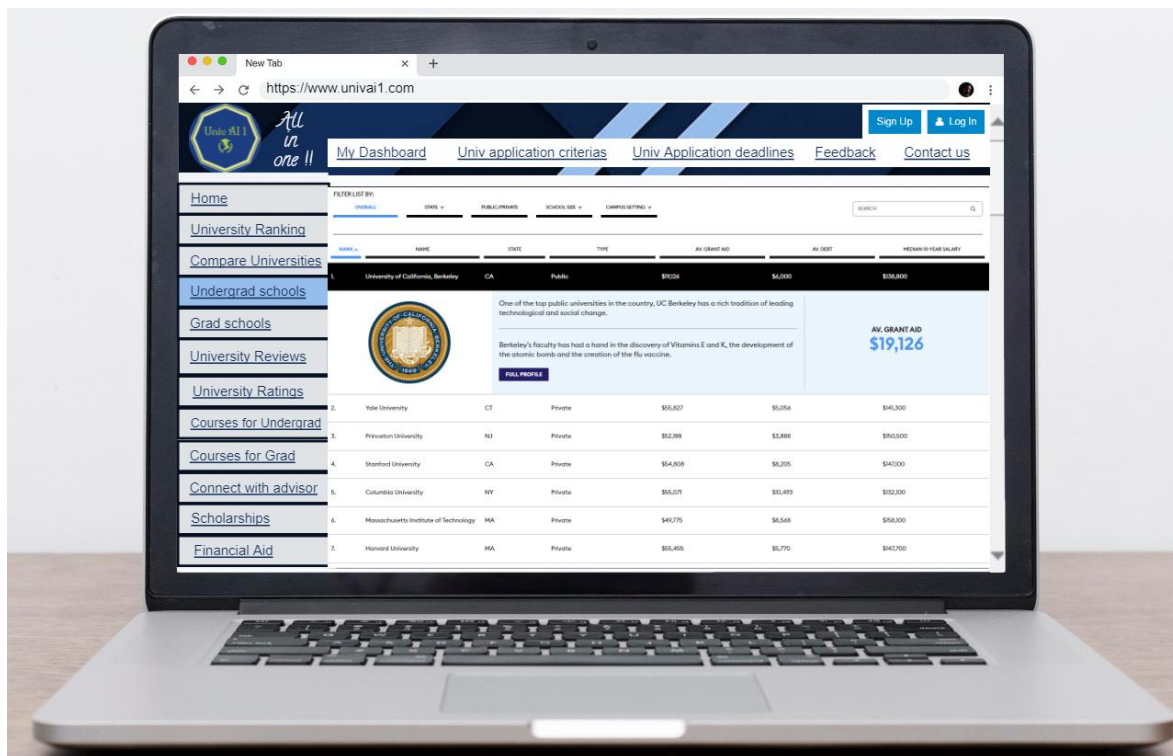 New Tab
https://www.univai1.com
Univ AI 1
All
in
one !!
Sign Up
Log In
My Dashboard Univ application criterias Univ Application deadlines Feedback Contact us
Home
University Ranking
Compare Universities
Undergrad schools
Grad schools
University Reviews
University Ratings
Courses for Undergrad
Courses for Grad
Connect with advisor
Scholarships
Financial Aid
FILTER LIST BY:
OVERALL STATE PUBLIC/PRIVATE SCHOOL SIZE CAMPUS SETTING
SEARCH
RANK NAME STATE TYPE AV. GRANT AID AV. DEBT MEDIAN 10-YEAR SALARY
1. University of California, Berkeley CA Public $19,126 $6,000 $138,800
One of the top public universities in the country, UC Berkeley has a rich tradition of leading
technological and social change.
Berkeley's faculty has had a hand in the discovery of Vitamins E and K, the development of
the atomic bomb and the creation of the flu vaccine.
FULL PROFILE
AV. GRANT AID
$19,126
2. Yale University CT Private $55,827 $5,056 $141,300
3. Princeton University NJ Private $52,188 $3,888 $150,500
4. Stanford University CA Private $54,808 $8,205 $147,100
5. Columbia University NY Private $55,071 $10,493 $132,100
6. Massachusetts Institute of Technology MA Private $49,775 $8,568 $158,100
7. Harvard University MA Private $55,455 $5,770 $147,700